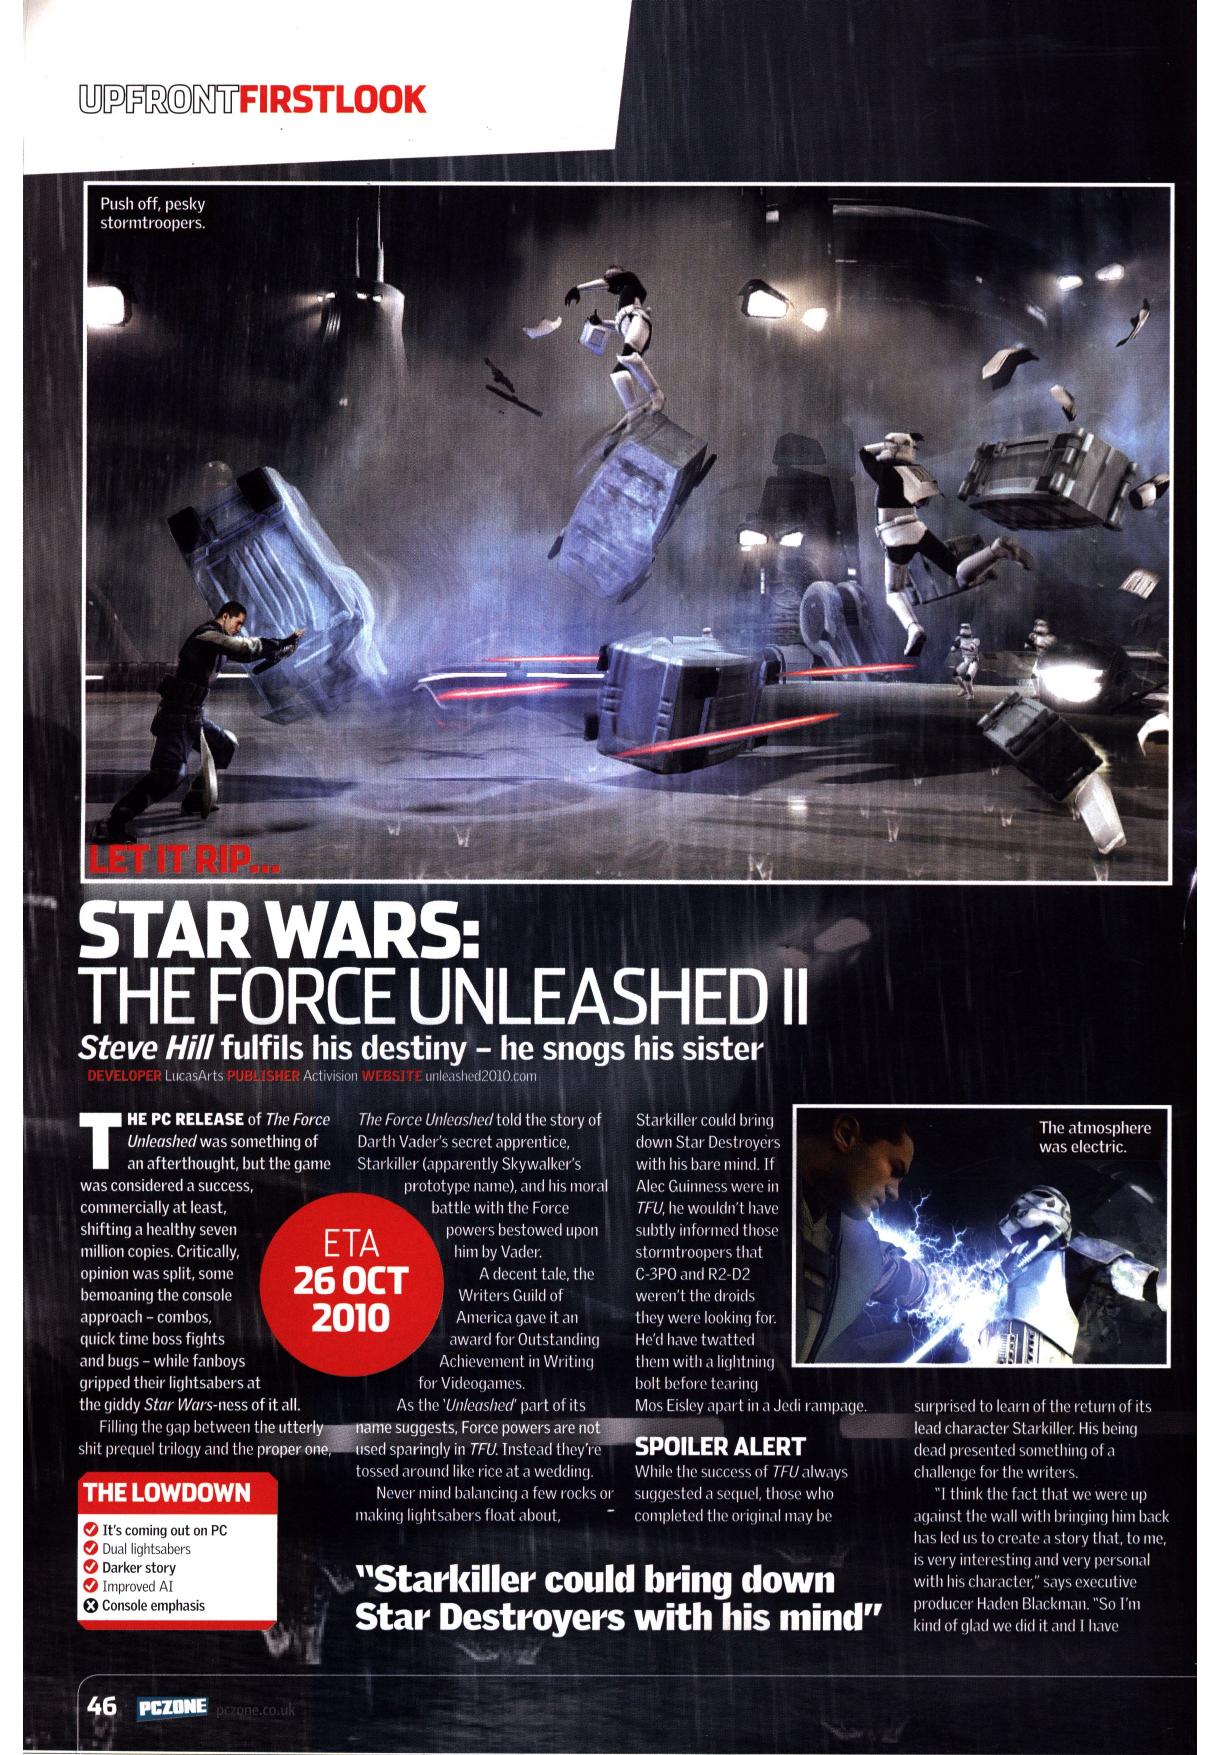 UPFRONTFIRSTLOOK
Push off, pesky
stormtroopers.
LET IT RIP...
STAR WARS:
THE FORCE UNLEASHED II
Steve Hill fulfils his destiny – he snogs his sister
DEVELOPER LucasArts PUBLISHER Activision WEBSITE unleashed2010.com
THE PC RELEASE of The Force
Unleashed was something of
an afterthought, but the game
was considered a success,
commercially at least,
shifting a healthy seven
million copies. Critically,
opinion was split, some
bemoaning the console
approach – combos,
quick time boss fights
and bugs – while fanboys
gripped their lightsabers at
the giddy Star Wars-ness of it all.
Filling the gap between the utterly
shit prequel trilogy and the proper one,
THE LOWDOWN
It's coming out on PC
Dual lightsabers
Darker story
Improved AI
Console emphasis
ETA
26 OCT
2010
The Force Unleashed told the story of
Darth Vader's secret apprentice,
Starkiller (apparently Skywalker's
prototype name), and his moral
battle with the Force
powers bestowed upon
him by Vader.
A decent tale, the
Writers Guild of
America gave it an
award for Outstanding
Achievement in Writing
for Videogames.
As the 'Unleashed' part of its
name suggests, Force powers are not
used sparingly in TFU. Instead they're
tossed around like rice at a wedding.
Never mind balancing a few rocks or
making lightsabers float about,
Starkiller could bring
down Star Destroyers
with his bare mind. If
Alec Guinness were in
TFU, he wouldn't have
subtly informed those
stormtroopers that
C-3PO and R2-D2
weren't the droids
they were looking for.
He'd have twatted
them with a lightning
bolt before tearing
Mos Eisley apart in a Jedi rampage.
SPOILER ALERT
While the success of TFU always
suggested a sequel, those who
completed the original may be
"Starkiller could bring down
Star Destroyers with his mind"
The atmosphere
was electric.
surprised to learn of the return of its
lead character Starkiller. His being
dead presented something of a
challenge for the writers.
"I think the fact that we were up
against the wall with bringing him back
has led us to create a story that, to me,
is very interesting and very personal
with his character," says executive
producer Haden Blackman. "So I'm
kind of glad we did it and I have
46 PCZONE pczone.co.uk